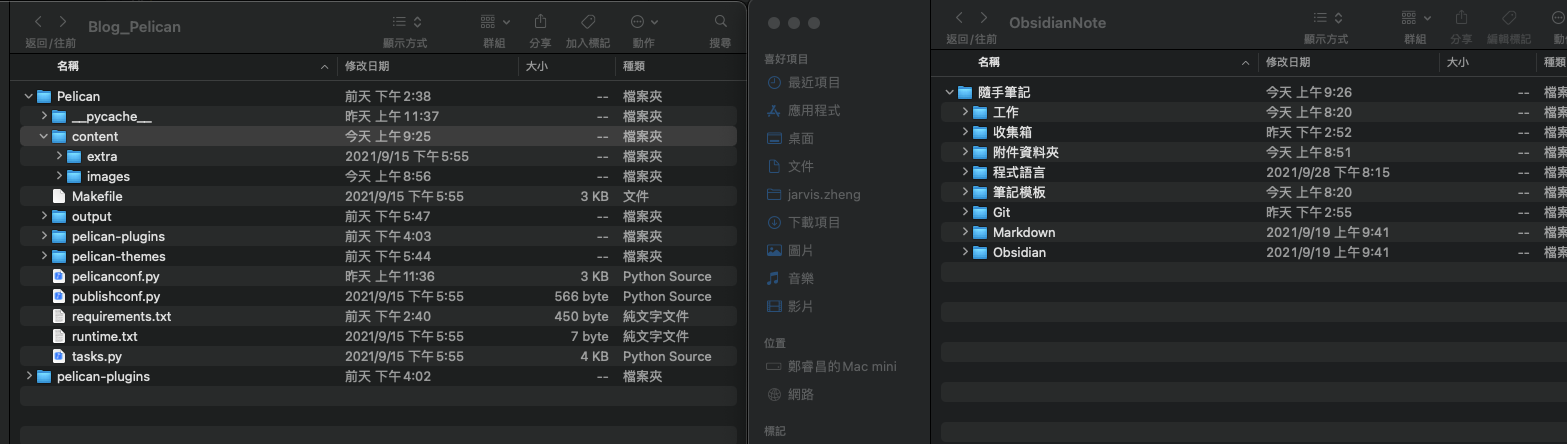 Blog_Pelican
返回/往前 顯示方式 群組 分享 加入標記 動作 搜尋
名稱 修改日期 大小 種類
Pelican 前天 下午2:38 -- 檔案夾
__pycache__ 昨天 上午11:37 -- 檔案夾
content 今天 上午9:25 -- 檔案夾
extra 2021/9/15 下午5:55 -- 檔案夾
images 今天 上午8:56 -- 檔案夾
Makefile 2021/9/15 下午5:55 3 KB 文件
output 前天 下午5:47 -- 檔案夾
pelican-plugins 前天 下午4:03 -- 檔案夾
pelican-themes 前天 下午5:44 -- 檔案夾
pelicanconf.py 昨天 上午11:36 3 KB Python Source
publishconf.py 2021/9/15 下午5:55 566 byte Python Source
requirements.txt 前天 下午2:40 450 byte 純文字文件
runtime.txt 2021/9/15 下午5:55 7 byte 純文字文件
tasks.py 2021/9/15 下午5:55 4 KB Python Source
pelican-plugins 前天 下午4:02 -- 檔案夾
喜好項目
最近項目
應用程式
桌面
文件
jarvis.zheng
下載項目
圖片
音樂
影片
位置
鄭睿昌的Mac mini
網路
標記
ObsidianNote
返回/往前 顯示方式 群組 分享 編輯標記 動
名稱 修改日期 大小 種類
隨手筆記 今天 上午9:26 -- 檔案
工作 今天 上午8:20 -- 檔案
收集箱 昨天 下午2:52 -- 檔案
附件資料夾 今天 上午8:51 -- 檔案
程式語言 2021/9/28 下午8:15 -- 檔案
筆記模板 今天 上午8:20 -- 檔案
Git 昨天 下午2:55 -- 檔案
Markdown 2021/9/19 上午9:41 -- 檔案
Obsidian 2021/9/19 上午9:41 -- 檔案